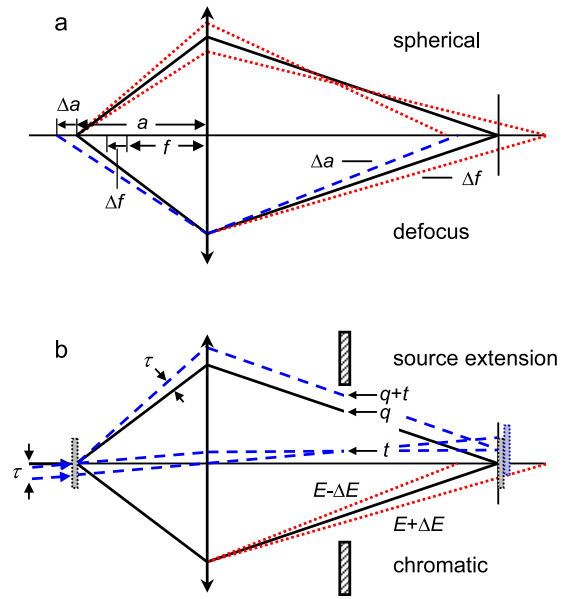 a
spherical
Δa
a
f
Δa
Δf
Δf
defocus
b
source extension
τ
q+t
q
t
τ
E-ΔE
E+ΔE
chromatic